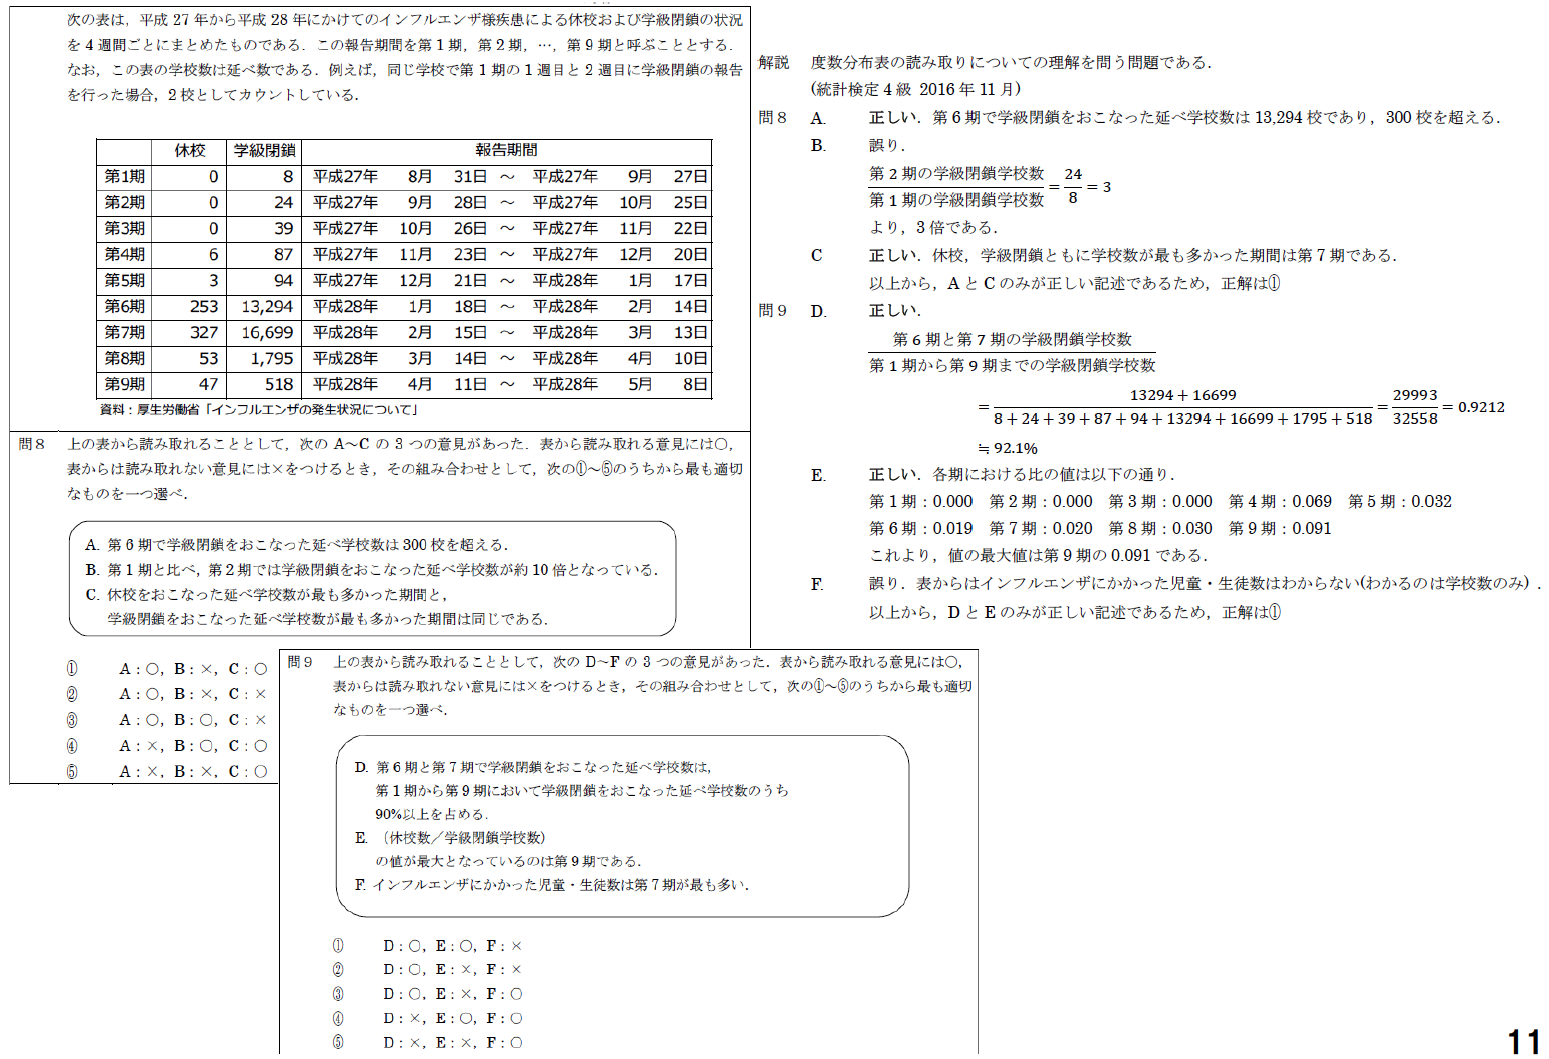 次の表は，平成 27 年から平成 28 年にかけてのインフルエンザ様疾患による休校および学級閉鎖の状況
を 4 週間ごとにまとめたものである．この報告期間を第 1 期，第 2 期，…，第 9 期と呼ぶこととする．
なお，この表の学校数は延べ数である．例えば，同じ学校で第 1 期の 1 週目と 2 週目に学級閉鎖の報告
を行った場合，2 校としてカウントしている．
休校 学級閉鎖 報告期間
第1期 0 8 平成27年 8月 31日 ～ 平成27年 9月 27日
第2期 0 24 平成27年 9月 28日 ～ 平成27年 10月 25日
第3期 0 39 平成27年 10月 26日 ～ 平成27年 11月 22日
第4期 6 87 平成27年 11月 23日 ～ 平成27年 12月 20日
第5期 3 94 平成27年 12月 21日 ～ 平成28年 1月 17日
第6期 253 13,294 平成28年 1月 18日 ～ 平成28年 2月 14日
第7期 327 16,699 平成28年 2月 15日 ～ 平成28年 3月 13日
第8期 53 1,795 平成28年 3月 14日 ～ 平成28年 4月 10日
第9期 47 518 平成28年 4月 11日 ～ 平成28年 5月 8日
資料：厚生労働省「インフルエンザの発生状況について」
問 8 上の表から読み取れることとして，次の A～C の 3 つの意見があった．表から読み取れる意見には○，
表からは読み取れない意見には×をつけるとき，その組み合わせとして，次の①～⑤のうちから最も適切
なものを一つ選べ．
A. 第 6 期で学級閉鎖をおこなった延べ学校数は 300 校を超える．
B. 第 1 期と比べ，第 2 期では学級閉鎖をおこなった延べ学校数が約 10 倍となっている．
C. 休校をおこなった延べ学校数が最も多かった期間と，
学級閉鎖をおこなった延べ学校数が最も多かった期間は同じである．
① A：○，B：×，C：○
② A：○，B：×，C：×
③ A：○，B：○，C：×
④ A：×，B：○，C：○
⑤ A：×，B：×，C：○
問 9 上の表から読み取れることとして，次の D～F の 3 つの意見があった．表から読み取れる意見には○，
表からは読み取れない意見には×をつけるとき，その組み合わせとして，次の①～⑤のうちから最も適切
なものを一つ選べ．
D. 第 6 期と第 7 期で学級閉鎖をおこなった延べ学校数は，
第 1 期から第 9 期において学級閉鎖をおこなった延べ学校数のうち
90%以上を占める．
E. （休校数／学級閉鎖学校数）
の値が最大となっているのは第 9 期である．
F. インフルエンザにかかった児童・生徒数は第 7 期が最も多い．
① D：○，E：○，F：×
② D：○，E：×，F：×
③ D：○，E：×，F：○
④ D：×，E：○，F：○
⑤ D：×，E：×，F：○
解説 度数分布表の読み取りについての理解を問う問題である．
(統計検定 4 級 2016 年 11 月)
問 8 A. 正しい．第 6 期で学級閉鎖をおこなった延べ学校数は 13,294 校であり，300 校を超える．
B. 誤り．
第 2 期の学級閉鎖学校数
第 1 期の学級閉鎖学校数
= 24/8 = 3
より，3 倍である．
C 正しい．休校，学級閉鎖ともに学校数が最も多かった期間は第 7 期である．
以上から，A と C のみが正しい記述であるため，正解は①
問 9 D. 正しい．
第 6 期と第 7 期の学級閉鎖学校数
第 1 期から第 9 期までの学級閉鎖学校数
= (13294 + 16699)/(8 + 24 + 39 + 87 + 94 + 13294 + 16699 + 1795 + 518) = 29993/32558 = 0.9212
≒ 92.1%
E. 正しい．各期における比の値は以下の通り．
第 1 期：0.000 第 2 期：0.000 第 3 期：0.000 第 4 期：0.069 第 5 期：0.032
第 6 期：0.019 第 7 期：0.020 第 8 期：0.030 第 9 期：0.091
これより，値の最大値は第 9 期の 0.091 である．
F. 誤り．表からはインフルエンザにかかった児童・生徒数はわからない(わかるのは学校数のみ)．
以上から，D と E のみが正しい記述であるため，正解は①
11